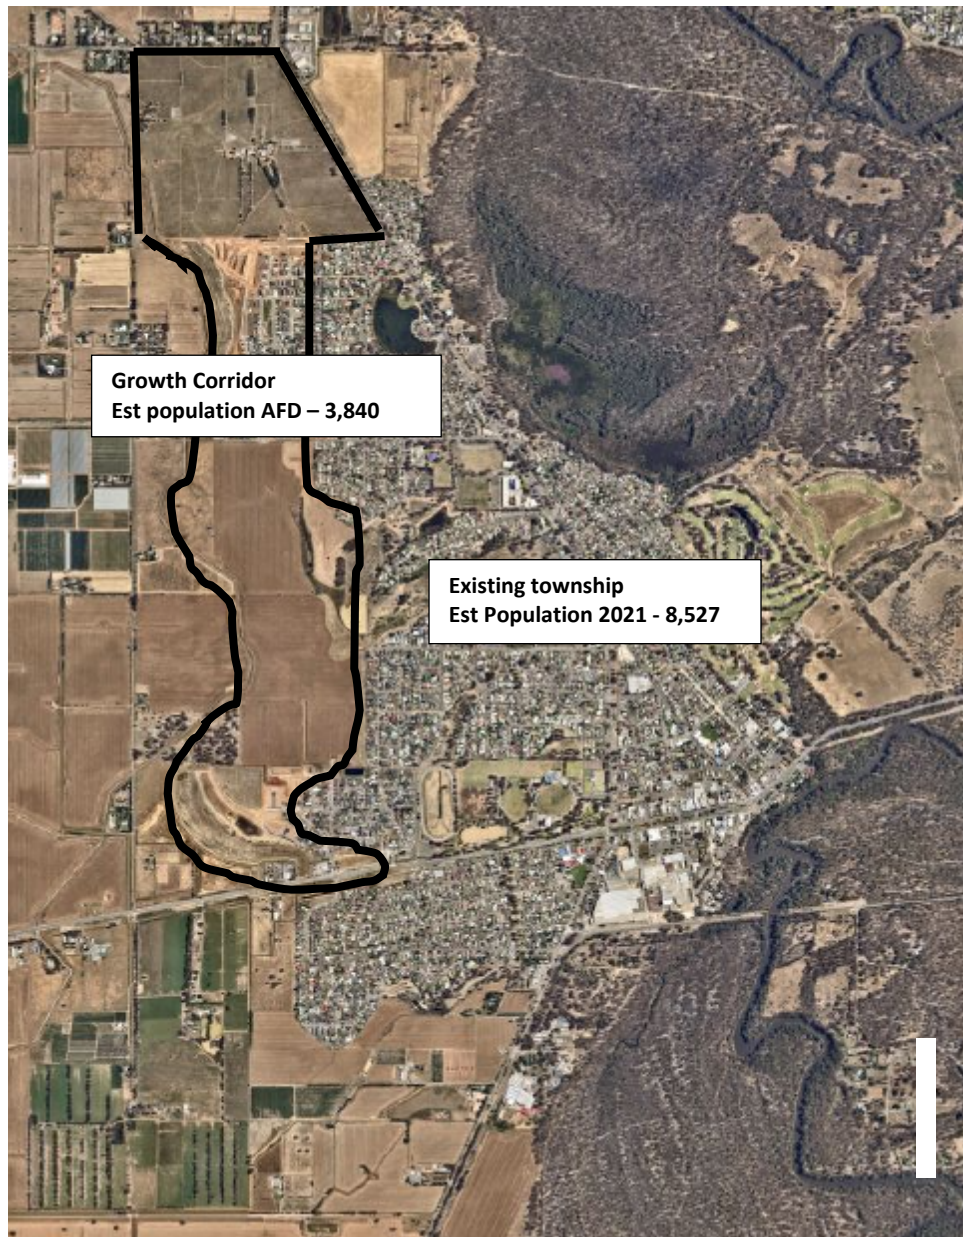 Growth Corridor
Est population AFD – 3,840
Existing township
Est Population 2021 - 8,527